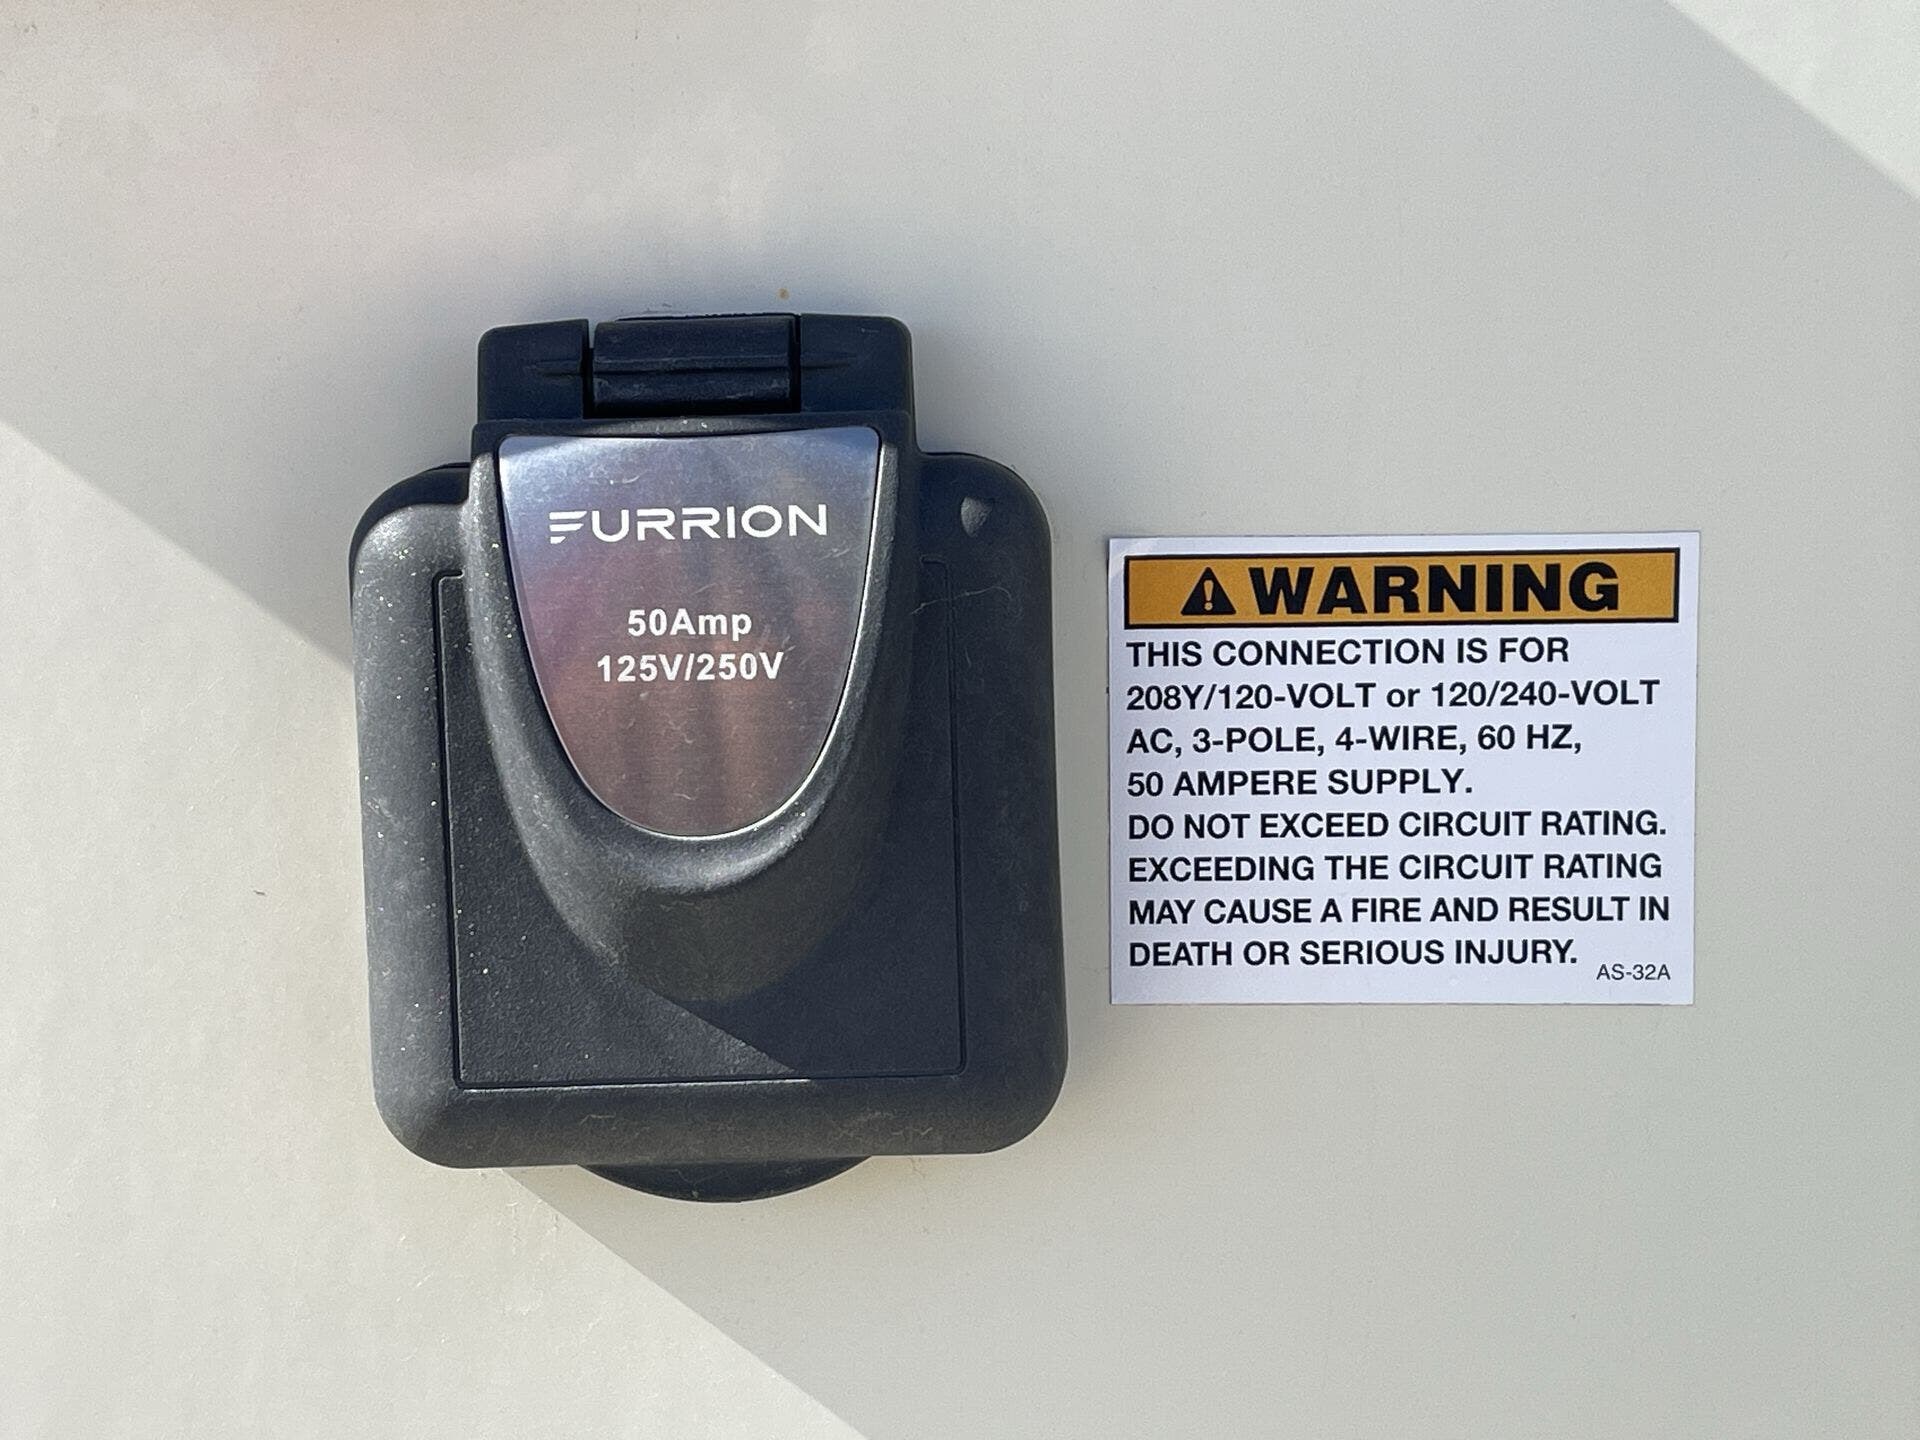 FURRION
50Amp
125V/250V
WARNING
THIS CONNECTION IS FOR
208Y/120-VOLT or 120/240-VOLT
AC, 3-POLE, 4-WIRE, 60 HZ,
50 AMPERE SUPPLY.
DO NOT EXCEED CIRCUIT RATING.
EXCEEDING THE CIRCUIT RATING
MAY CAUSE A FIRE AND RESULT IN
DEATH OR SERIOUS INJURY.
AS-32A